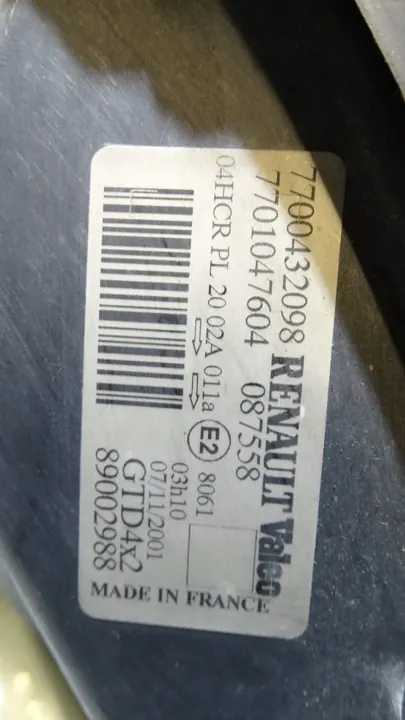 7700432098 RENAULT Valeo
7701047604 087558
04HCR PL 20 02A 011a E2 8061
03h10
07/11/2001
GTD4x2
89002988
MADE IN FRANCE